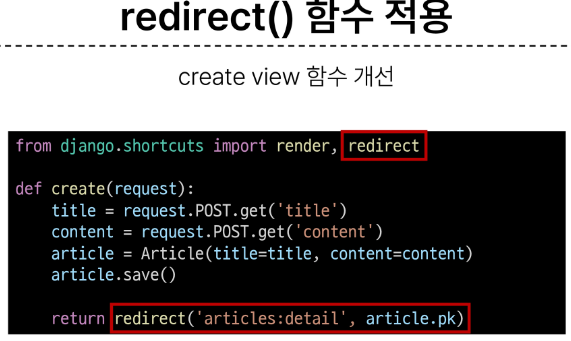 redirect() 함수 적용
create view 함수 개선
from django.shortcuts import render, redirect
def create(request):
    title = request.POST.get('title')
    content = request.POST.get('content')
    article = Article(title=title, content=content)
    article.save()
    return redirect('articles:detail', article.pk)